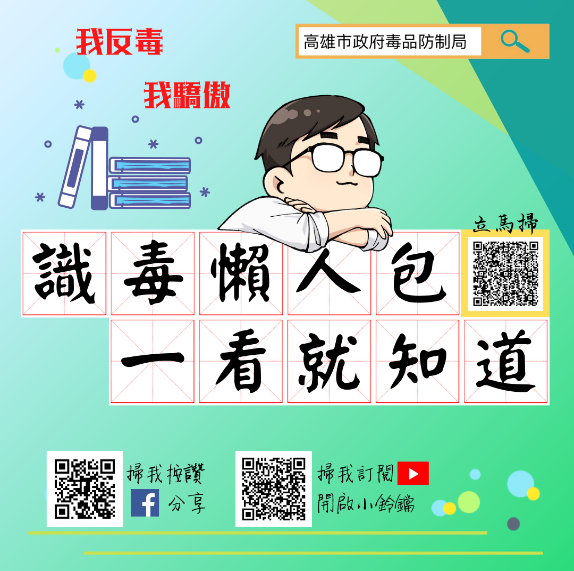 我反毒
高雄市政府毒品防制局
我驕傲
立馬掃
識毒懶人包
一看就知道
掃我按讚
分享
掃我訂閱
開啟小鈴鐺